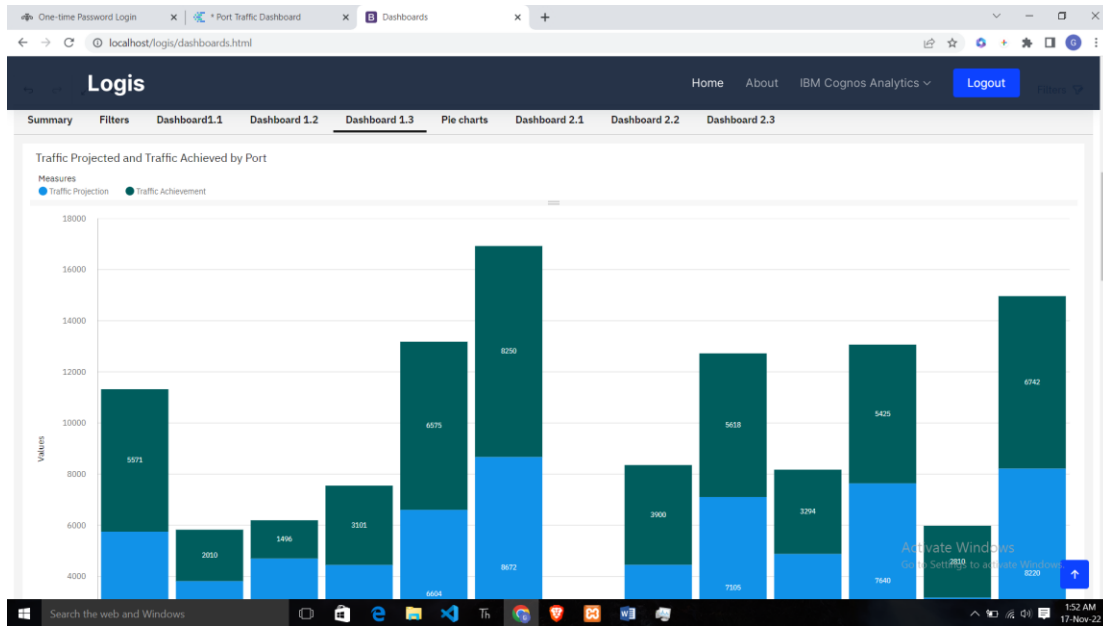 One-time Password Login
* Port Traffic Dashboard
Dashboards
localhost/logis/dashboards.html
G
Logis
Home About IBM Cognos Analytics Logout
Filters
Summary Filters Dashboard1.1 Dashboard 1.2 Dashboard 1.3 Pie charts Dashboard 2.1 Dashboard 2.2 Dashboard 2.3
Traffic Projected and Traffic Achieved by Port
Measures
Traffic Projection Traffic Achievement
18000
16000
14000
12000
10000
8000
6000
4000
Values
5571
2010
1496
3101
6575
6604
8250
8672
3900
5618
7105
3294
5425
7640
2810
6742
8220
Activate Windows
Go to Settings to activate Windows.
Search the web and Windows
Th
1:52 AM
17-Nov-22